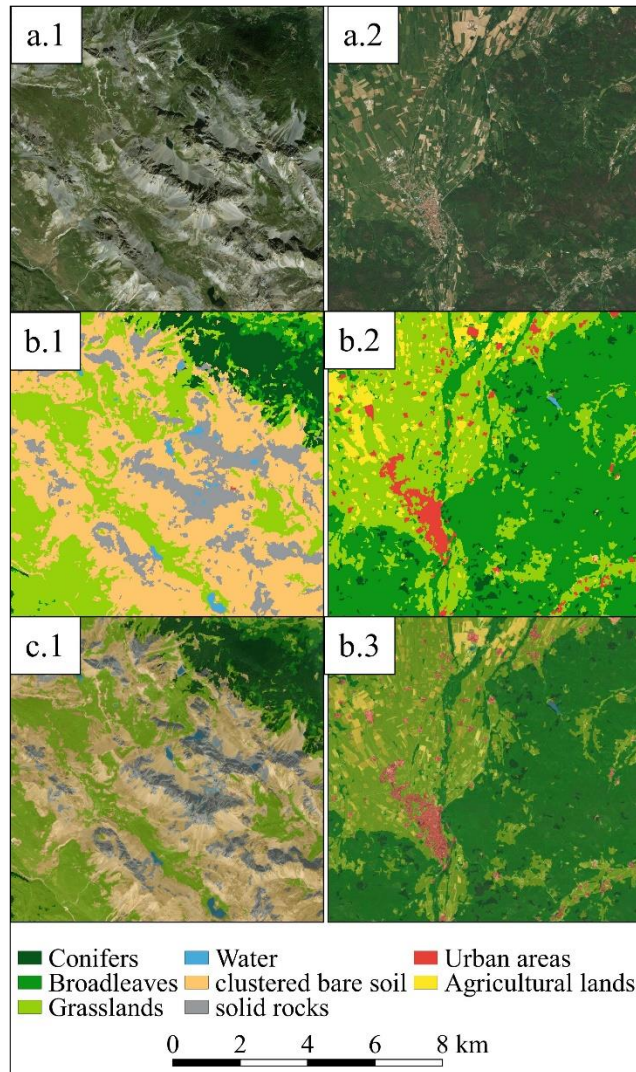 a.1 a.2
b.1 b.2
c.1 b.3
Conifers Water Urban areas
Broadleaves clustered bare soil Agricultural lands
Grasslands solid rocks
0 2 4 6 8 km